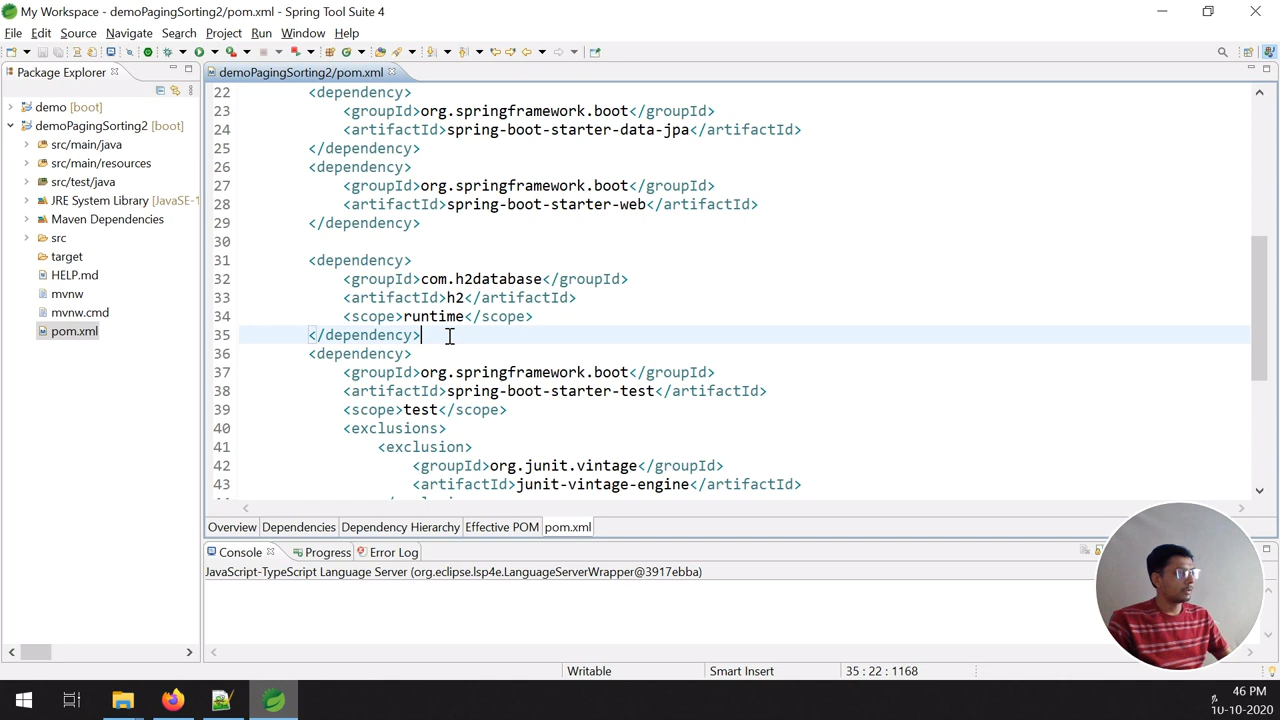 My Workspace - demoPagingSorting2/pom.xml - Spring Tool Suite 4
File Edit Source Navigate Search Project Run Window Help
Package Explorer
demo [boot]
demoPagingSorting2 [boot]
src/main/java
src/main/resources
src/test/java
JRE System Library [JavaSE-1
Maven Dependencies
src
target
HELP.md
mvnw
mvnw.cmd
pom.xml
demoPagingSorting2/pom.xml
22 <dependency>
23 <groupId>org.springframework.boot</groupId>
24 <artifactId>spring-boot-starter-data-jpa</artifactId>
25 </dependency>
26 <dependency>
27 <groupId>org.springframework.boot</groupId>
28 <artifactId>spring-boot-starter-web</artifactId>
29 </dependency>
30
31 <dependency>
32 <groupId>com.h2database</groupId>
33 <artifactId>h2</artifactId>
34 <scope>runtime</scope>
35 </dependency>
36 <dependency>
37 <groupId>org.springframework.boot</groupId>
38 <artifactId>spring-boot-starter-test</artifactId>
39 <scope>test</scope>
40 <exclusions>
41 <exclusion>
42 <groupId>org.junit.vintage</groupId>
43 <artifactId>junit-vintage-engine</artifactId>
Overview Dependencies Dependency Hierarchy Effective POM pom.xml
Console Progress Error Log
JavaScript-TypeScript Language Server (org.eclipse.lsp4e.LanguageServerWrapper@3917ebba)
Writable Smart Insert 35 : 22 : 1168
46 PM
10-10-2020